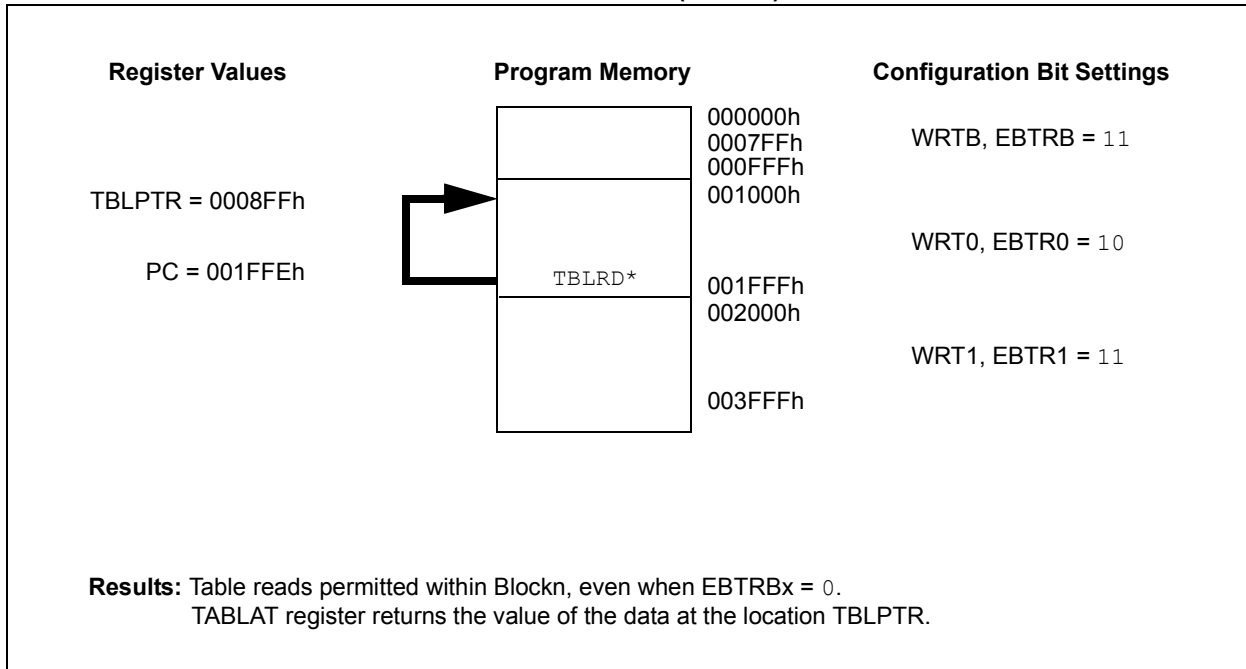 Register Values
Program Memory
Configuration Bit Settings
000000h
0007FFh
WRTB, EBTRB = 11
000FFFh
TBLPTR = 0008FFh
001000h
WRT0, EBTR0 = 10
PC = 001FFEh
TBLRD*
001FFFh
002000h
WRT1, EBTR1 = 11
003FFFh
Results: Table reads permitted within Blockn, even when EBTRBx = 0.
TABLAT register returns the value of the data at the location TBLPTR.